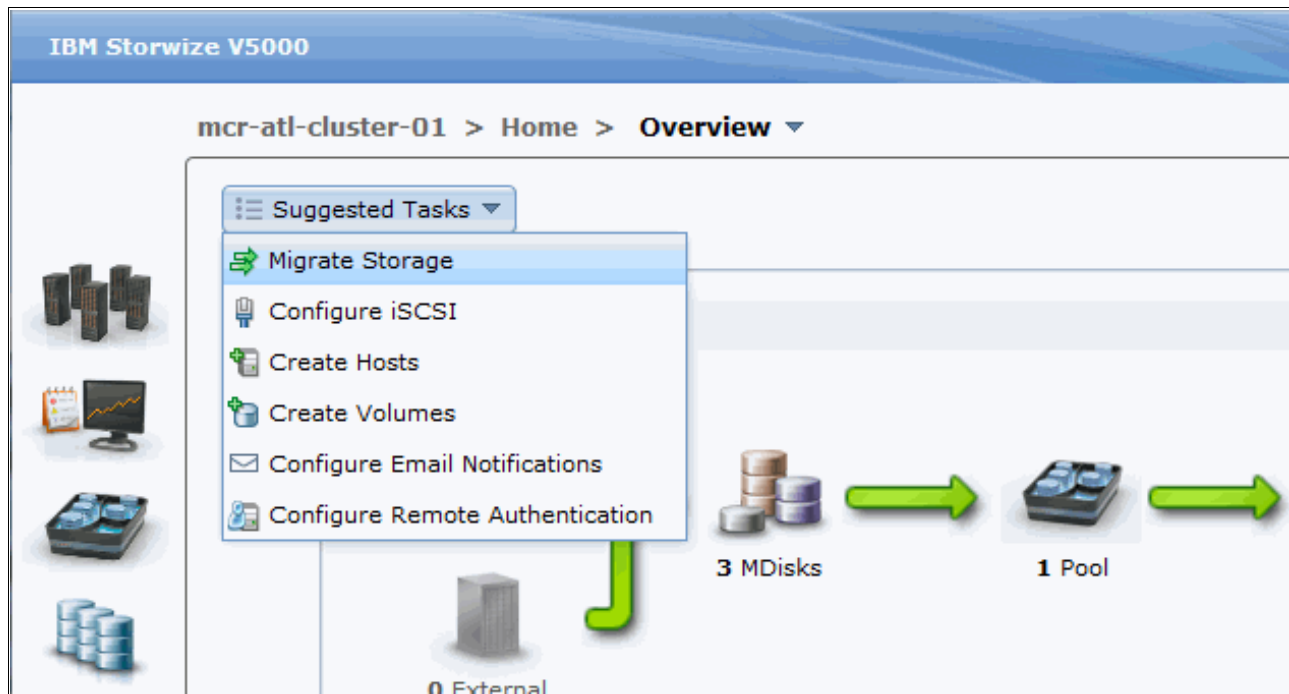 IBM Storwize V5000
mcr-atl-cluster-01 > Home > Overview
Suggested Tasks
Migrate Storage
Configure iSCSI
Create Hosts
Create Volumes
Configure Email Notifications
Configure Remote Authentication
3 MDisks
1 Pool
0 External